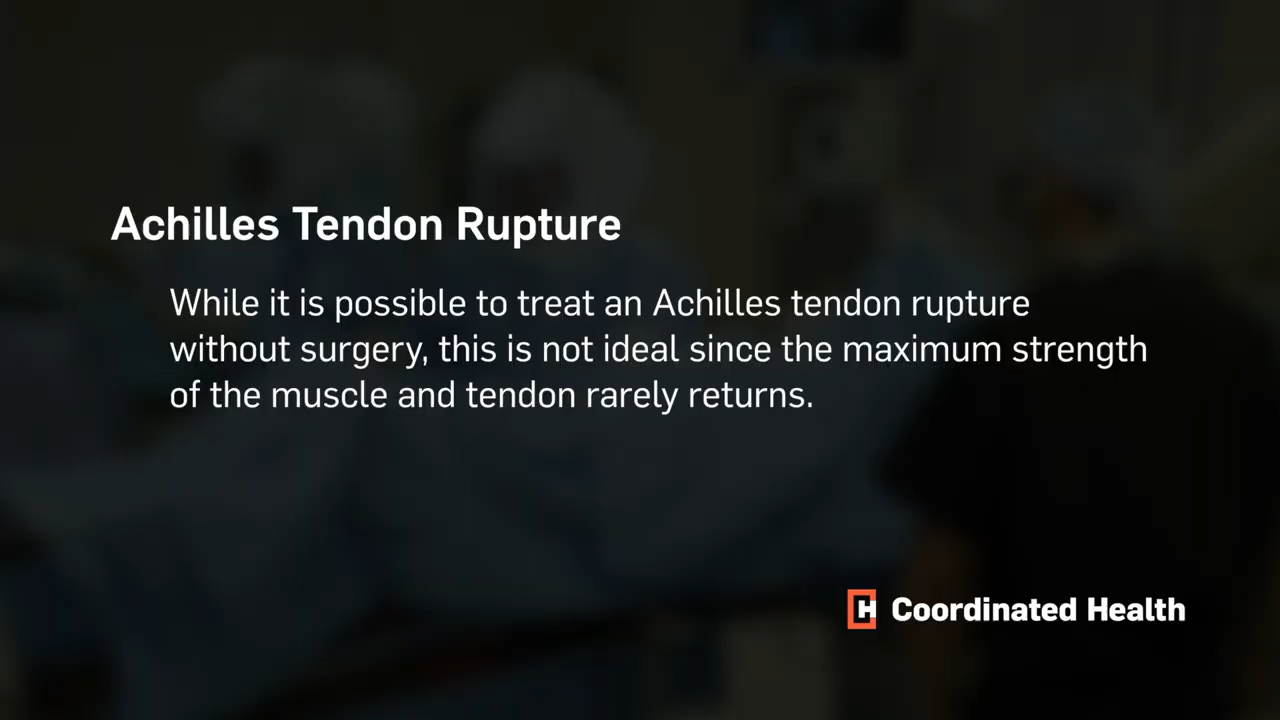 Achilles Tendon Rupture
While it is possible to treat an Achilles tendon rupture
without surgery, this is not ideal since the maximum strength
of the muscle and tendon rarely returns.
CH Coordinated Health